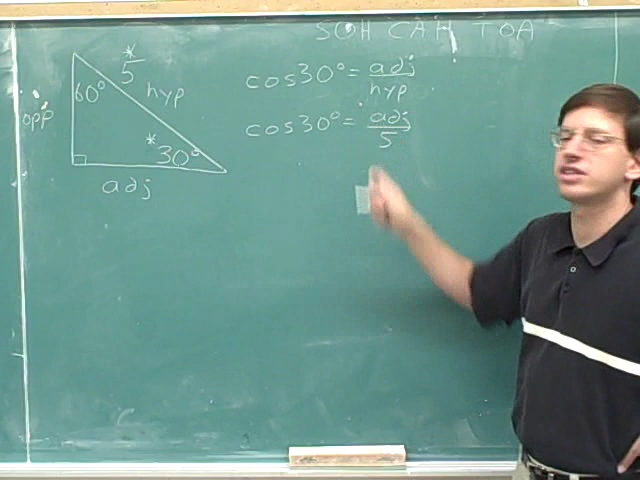 SOH CAH TOA
*
5
hyp
60°
opp
*30°
adj
cos30° = adj/hyp
cos30° = adj/5